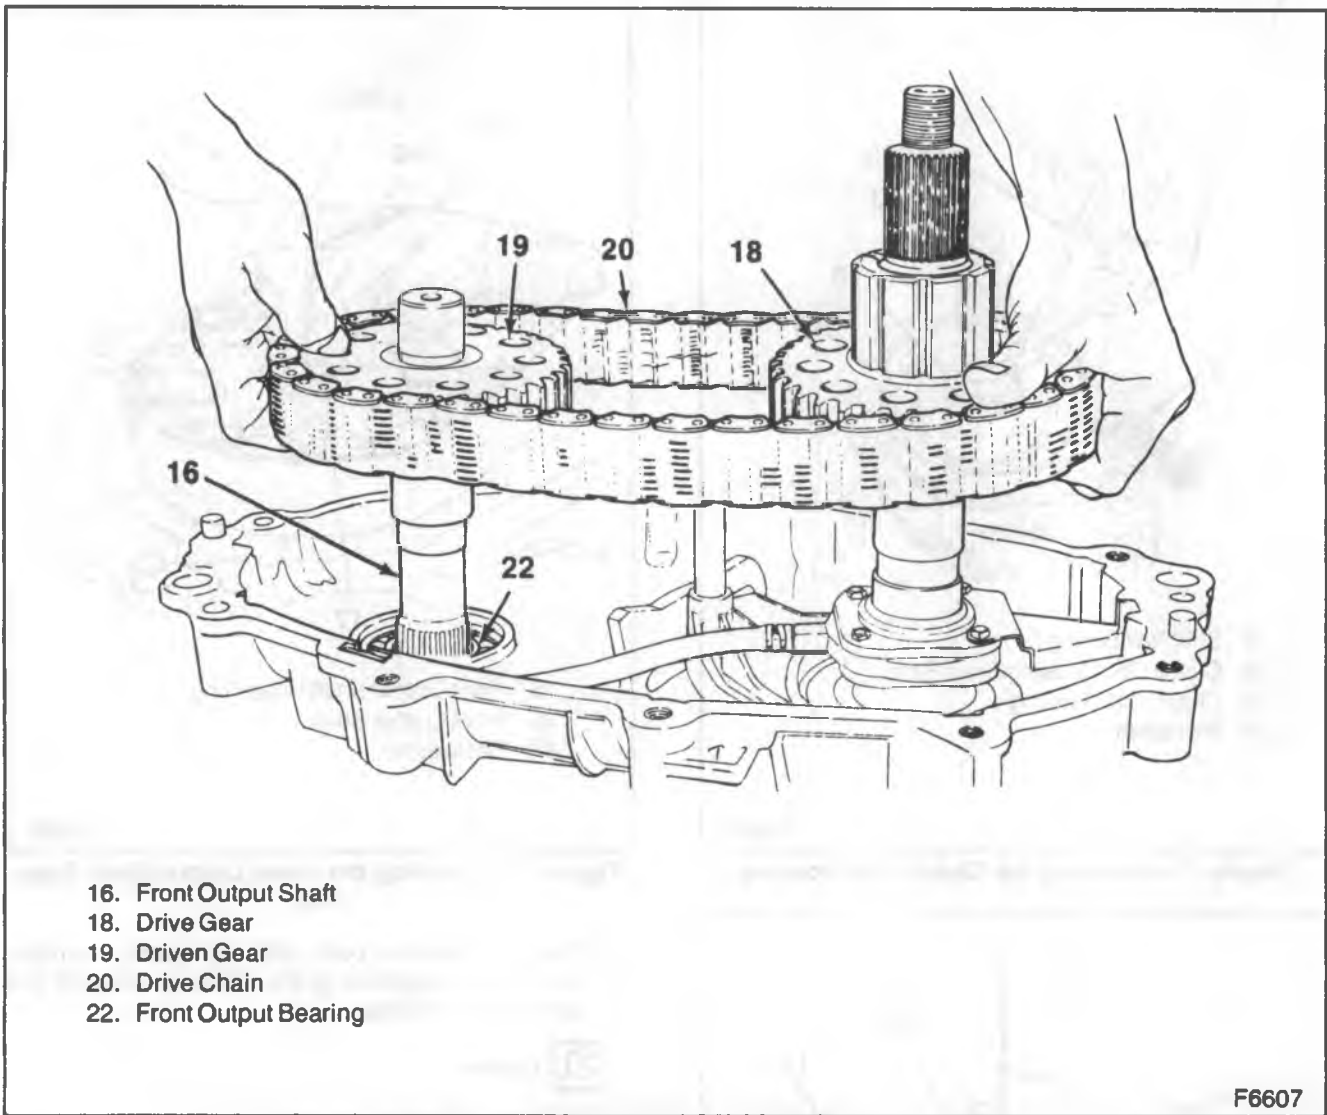 19 20 18
16
22
16. Front Output Shaft
18. Drive Gear
19. Driven Gear
20. Drive Chain
22. Front Output Bearing
F6607